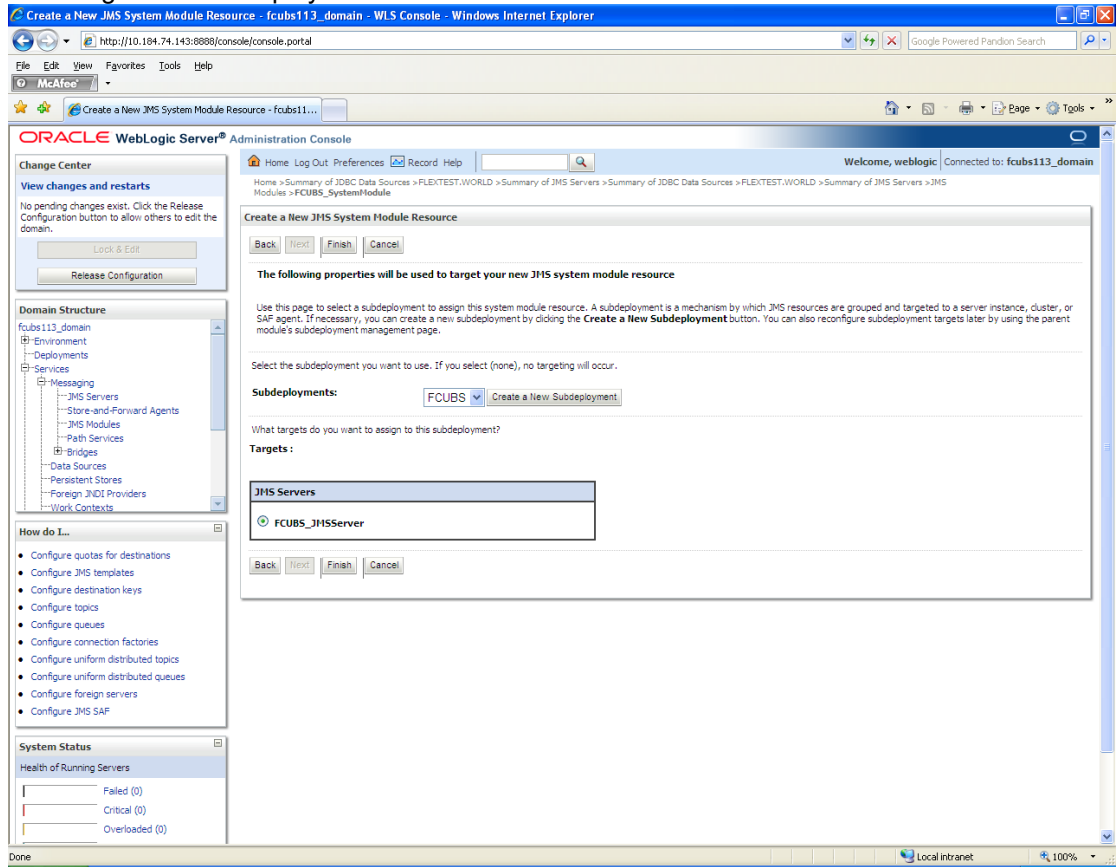 Create a New JMS System Module Resource - fcubs113_domain - WLS Console - Windows Internet Explorer
http://10.184.74.143:8888/console/console.portal
Google Powered Pandion Search
File Edit View Favorites Tools Help
McAfee
Create a New JMS System Module Resource - fcubs11...
Page Tools
ORACLE WebLogic Server® Administration Console
Change Center
View changes and restarts
No pending changes exist. Click the Release
Configuration button to allow others to edit the
domain.
Lock & Edit
Release Configuration
Domain Structure
fcubs113_domain
Environment
Deployments
Services
Messaging
JMS Servers
Store-and-Forward Agents
JMS Modules
Path Services
Bridges
Data Sources
Persistent Stores
Foreign JNDI Providers
Work Contexts
How do I...
Configure quotas for destinations
Configure JMS templates
Configure destination keys
Configure topics
Configure queues
Configure connection factories
Configure uniform distributed topics
Configure uniform distributed queues
Configure foreign servers
Configure JMS SAF
System Status
Health of Running Servers
Failed (0)
Critical (0)
Overloaded (0)
Home Log Out Preferences Record Help
Welcome, weblogic Connected to: fcubs113_domain
Home >Summary of JDBC Data Sources >FLEXTEST.WORLD >Summary of JMS Servers >Summary of JDBC Data Sources >FLEXTEST.WORLD >Summary of JMS Servers >JMS
Modules >FCUBS_SystemModule
Create a New JMS System Module Resource
Back Next Finish Cancel
The following properties will be used to target your new JMS system module resource
Use this page to select a subdeployment to assign this system module resource. A subdeployment is a mechanism by which JMS resources are grouped and targeted to a server instance, cluster, or
SAF agent. If necessary, you can create a new subdeployment by clicking the Create a New Subdeployment button. You can also reconfigure subdeployment targets later by using the parent
module's subdeployment management page.
Select the subdeployment you want to use. If you select (none), no targeting will occur.
Subdeployments: FCUBS Create a New Subdeployment
What targets do you want to assign to this subdeployment?
Targets :
JMS Servers
FCUBS_JMSServer
Back Next Finish Cancel
Done
Local intranet
100%